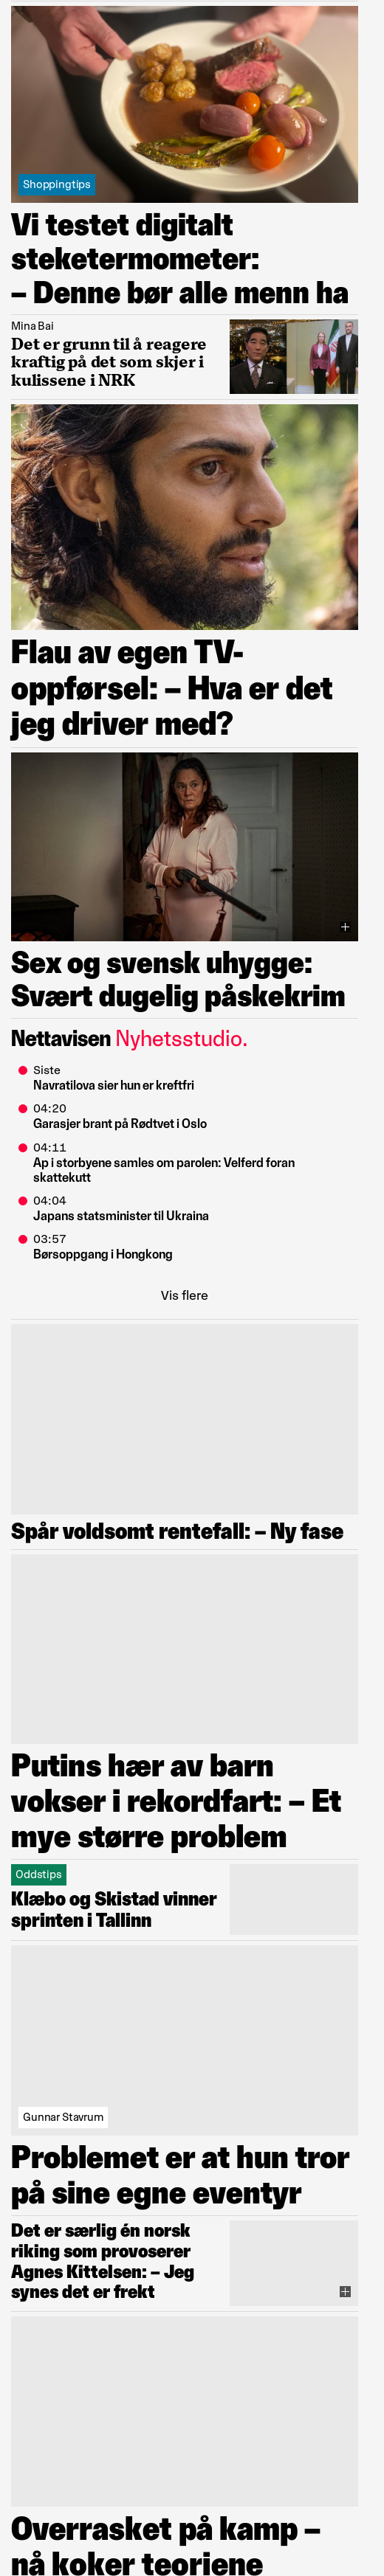 Shoppingtips
Vi testet digitalt
steketermometer:
– Denne bør alle menn ha
Mina Bai
Det er grunn til å reagere
kraftig på det som skjer i
kulissene i NRK
Flau av egen TV-
oppførsel: – Hva er det
jeg driver med?
Sex og svensk uhygge:
Svært dugelig påskekrim
Nettavisen Nyhetsstudio.
Siste
Navratilova sier hun er kreftfri
04:20
Garasjer brant på Rødtvet i Oslo
04:11
Ap i storbyene samles om parolen: Velferd foran
skattekutt
04:04
Japans statsminister til Ukraina
03:57
Børsoppgang i Hongkong
Vis flere
Spår voldsomt rentefall: – Ny fase
Putins hær av barn
vokser i rekordfart: – Et
mye større problem
Oddstips
Klæbo og Skistad vinner
sprinten i Tallinn
Gunnar Stavrum
Problemet er at hun tror
på sine egne eventyr
Det er særlig én norsk
riking som provoserer
Agnes Kittelsen: – Jeg
synes det er frekt
Overrasket på kamp –
nå koker teoriene